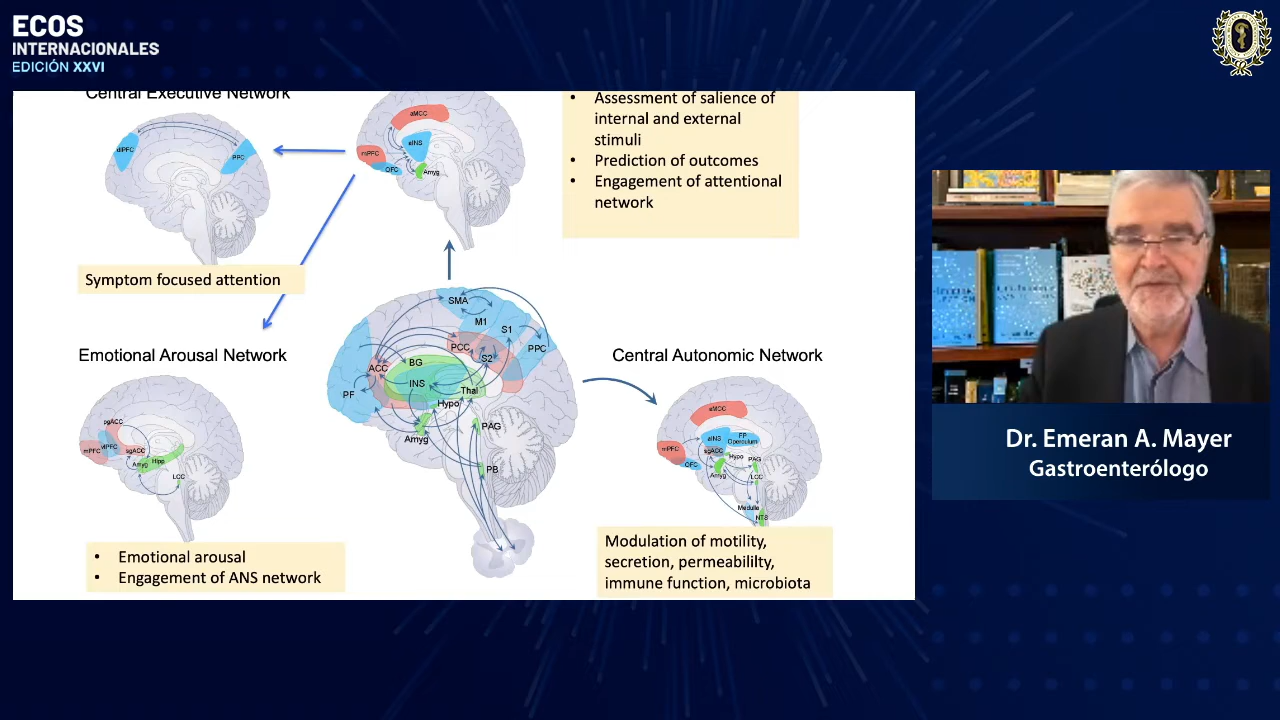 ECOS
INTERNACIONALES
EDICIÓN XXVI
Central Executive Network
dlPFC
PPC
aMCC
aINS
mPFC
OFC
Amyg
• Assessment of salience of
internal and external
stimuli
• Prediction of outcomes
• Engagement of attentional
network
Symptom focused attention
Emotional Arousal Network
pgACC
vlPFC
mPFC
sgACC
Amyg
Hipp
LCC
• Emotional arousal
• Engagement of ANS network
SMA
M1
S1
PCC
S2
PPC
ACC
BG
INS
Thal
PF
Hypo
Amyg
PAG
PB
Central Autonomic Network
aMCC
aINS
FP
Operculum
mPFC
sgACC
Hypo
PAG
OFC
Amyg
LCC
Medulla
NTS
Modulation of motility,
secretion, permeabililty,
immune function, microbiota
Dr. Emeran A. Mayer
Gastroenterólogo